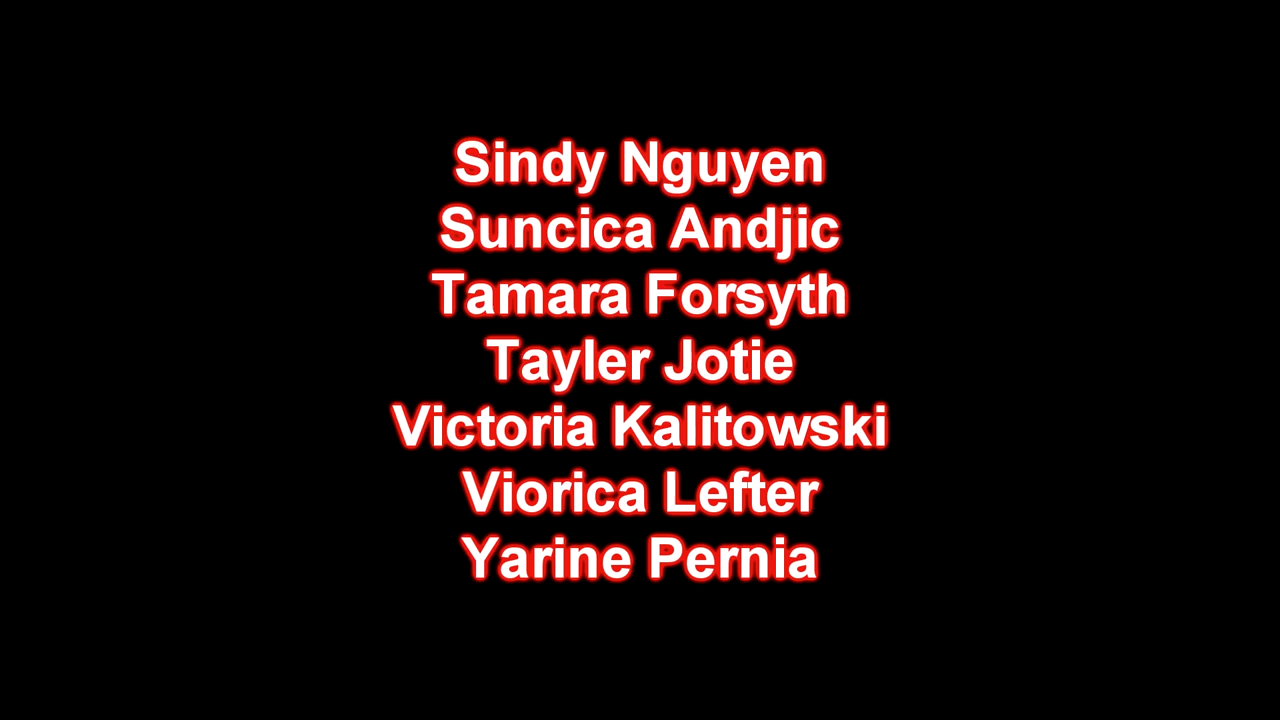 Sindy Nguyen
Suncica Andjic
Tamara Forsyth
Tayler Jotie
Victoria Kalitowski
Viorica Lefter
Yarine Pernia